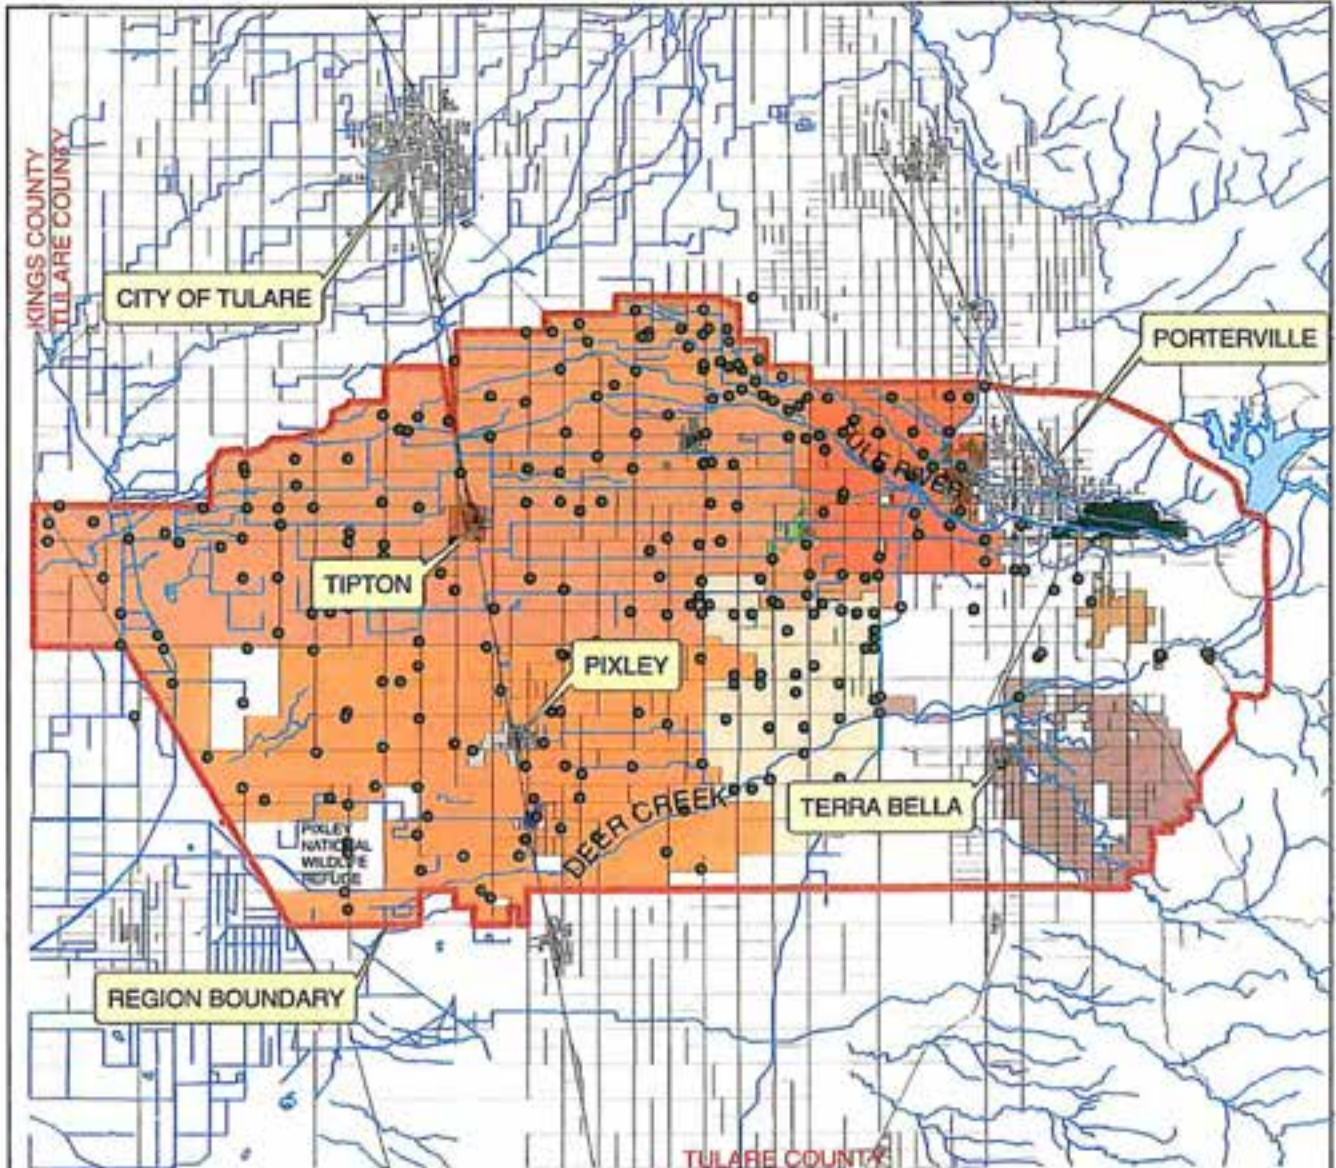 KINGS COUNTY
TULARE COUNTY
CITY OF TULARE
PORTERVILLE
TULE RIVER
TIPTON
PIXLEY
TERRA BELLA
DEER CREEK
PIXLEY
NATIONAL
WILDLIFE
REFUGE
REGION BOUNDARY
TULARE COUNTY